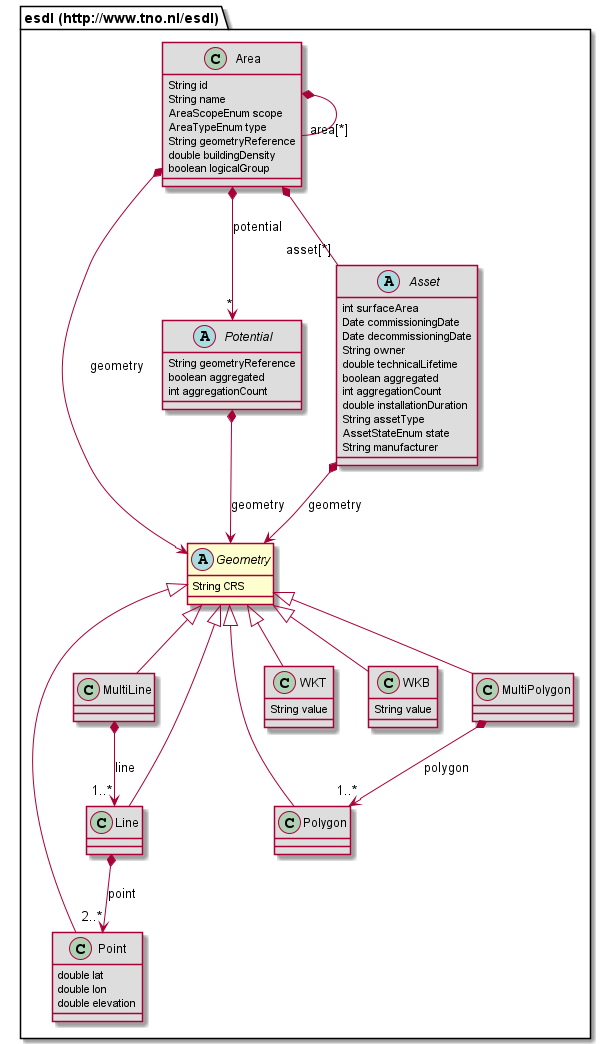 esdl (http://www.tno.nl/esdl)
C Area
String id
String name
AreaScopeEnum scope
AreaTypeEnum type
String geometryReference
double buildingDensity
boolean logicalGroup
area[*]
potential
asset[*]
A Asset
int surfaceArea
Date commissioningDate
Date decommissioningDate
String owner
double technicalLifetime
boolean aggregated
int aggregationCount
double installationDuration
String assetType
AssetStateEnum state
String manufacturer
*
A Potential
String geometryReference
boolean aggregated
int aggregationCount
geometry
geometry
geometry
A Geometry
String CRS
C MultiLine
C WKT
String value
C WKB
String value
C MultiPolygon
line
polygon
1..*
1..*
C Line
C Polygon
point
2..*
C Point
double lat
double lon
double elevation